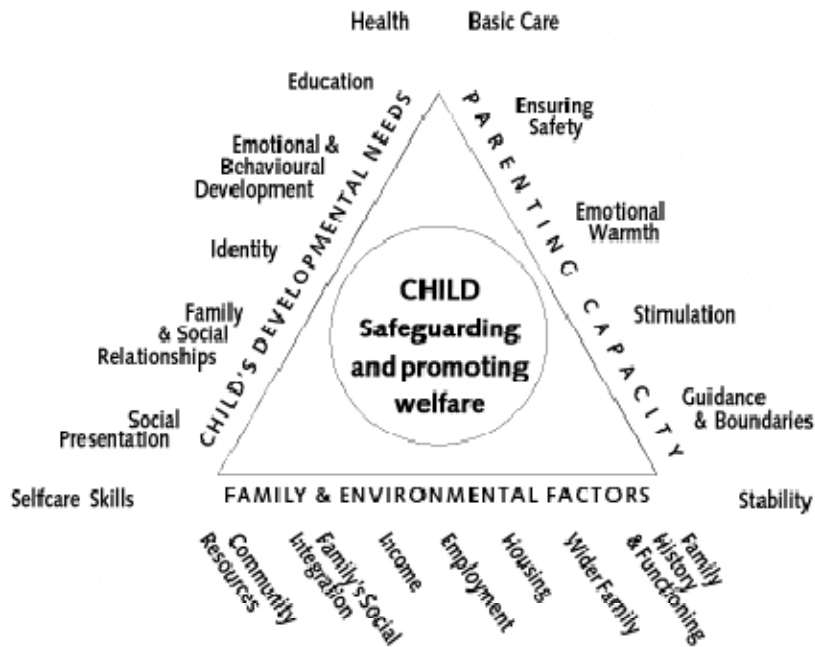 Health
Basic Care
Education
Ensuring
Safety
Emotional &
Behavioural
Development
Emotional
Warmth
Identity
Stimulation
Family
& Social
Relationships
Guidance
& Boundaries
Social
Presentation
Selfcare Skills
Stability
CHILD'S DEVELOPMENTAL NEEDS
PARENTING CAPACITY
CHILD
Safeguarding
and promoting
welfare
FAMILY & ENVIRONMENTAL FACTORS
Community
Resources
Family's Social
Integration
Income
Employment
Housing
Wider Family
Family
History
& Functioning